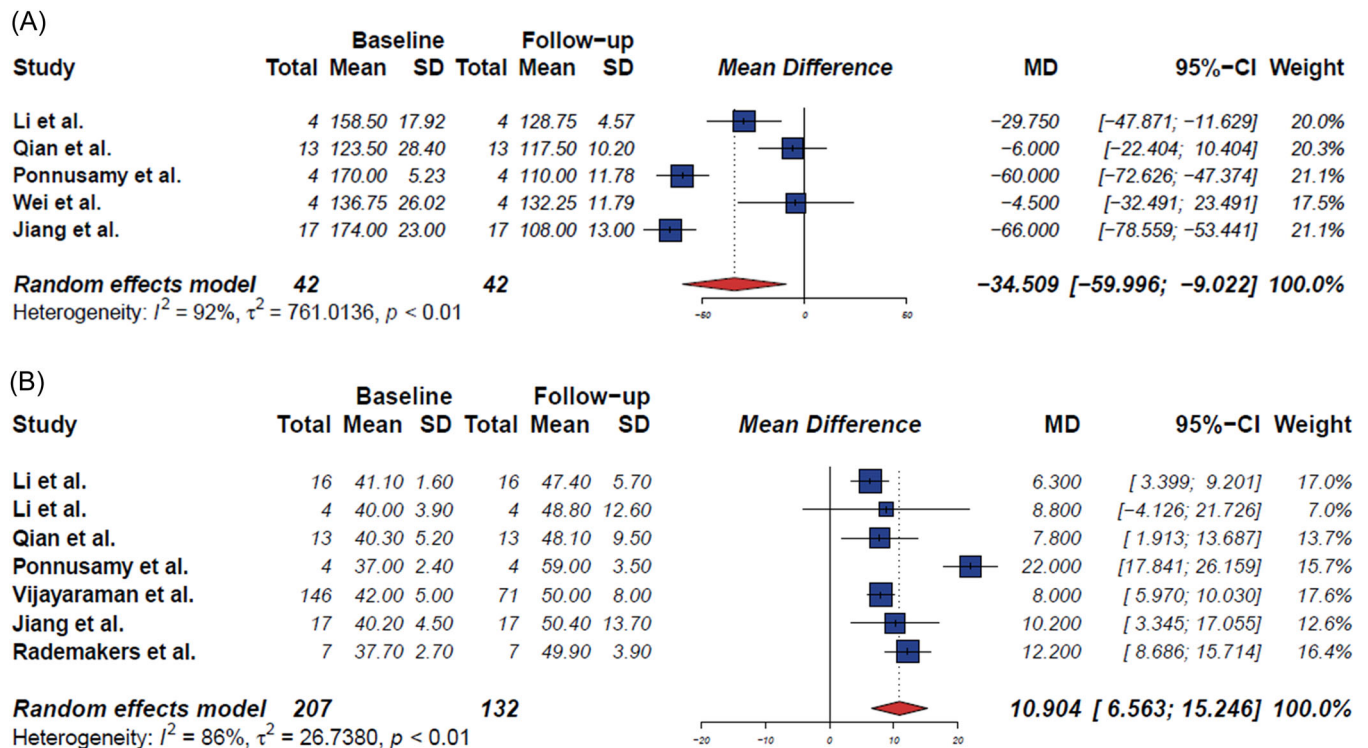 (A)
Baseline Follow−up
Study Total Mean SD Total Mean SD Mean Difference MD 95%−CI Weight
Li et al. 4 158.50 17.92 4 128.75 4.57 −29.750 [−47.871; −11.629] 20.0%
Qian et al. 13 123.50 28.40 13 117.50 10.20 −6.000 [−22.404; 10.404] 20.3%
Ponnusamy et al. 4 170.00 5.23 4 110.00 11.78 −60.000 [−72.626; −47.374] 21.1%
Wei et al. 4 136.75 26.02 4 132.25 11.79 −4.500 [−32.491; 23.491] 17.5%
Jiang et al. 17 174.00 23.00 17 108.00 13.00 −66.000 [−78.559; −53.441] 21.1%
Random effects model 42 42 −34.509 [−59.996; −9.022] 100.0%
Heterogeneity: I² = 92%, τ² = 761.0136, p < 0.01
−50 0 50
(B)
Baseline Follow−up
Study Total Mean SD Total Mean SD Mean Difference MD 95%−CI Weight
Li et al. 16 41.10 1.60 16 47.40 5.70 6.300 [ 3.399; 9.201] 17.0%
Li et al. 4 40.00 3.90 4 48.80 12.60 8.800 [−4.126; 21.726] 7.0%
Qian et al. 13 40.30 5.20 13 48.10 9.50 7.800 [ 1.913; 13.687] 13.7%
Ponnusamy et al. 4 37.00 2.40 4 59.00 3.50 22.000 [17.841; 26.159] 15.7%
Vijayaraman et al. 146 42.00 5.00 71 50.00 8.00 8.000 [ 5.970; 10.030] 17.6%
Jiang et al. 17 40.20 4.50 17 50.40 13.70 10.200 [ 3.345; 17.055] 12.6%
Rademakers et al. 7 37.70 2.70 7 49.90 3.90 12.200 [ 8.686; 15.714] 16.4%
Random effects model 207 132 10.904 [ 6.563; 15.246] 100.0%
Heterogeneity: I² = 86%, τ² = 26.7380, p < 0.01
−20 −10 0 10 20